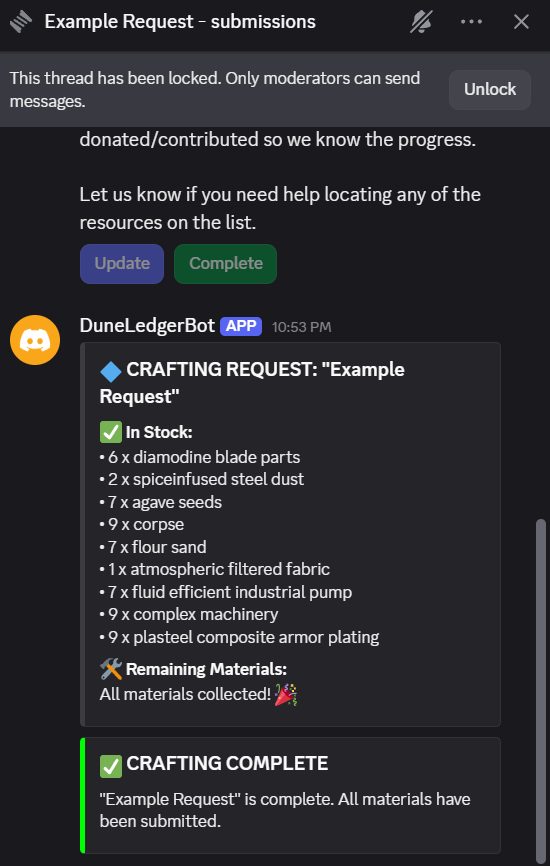 Example Request - submissions
This thread has been locked. Only moderators can send
messages.
Unlock
donated/contributed so we know the progress.
Let us know if you need help locating any of the
resources on the list.
Update
Complete
DuneLedgerBot APP 10:53 PM
CRAFTING REQUEST: "Example
Request"
In Stock:
• 6 x diamodine blade parts
• 2 x spiceinfused steel dust
• 7 x agave seeds
• 9 x corpse
• 7 x flour sand
• 1 x atmospheric filtered fabric
• 7 x fluid efficient industrial pump
• 9 x complex machinery
• 9 x plasteel composite armor plating
Remaining Materials:
All materials collected!
CRAFTING COMPLETE
"Example Request" is complete. All materials have
been submitted.